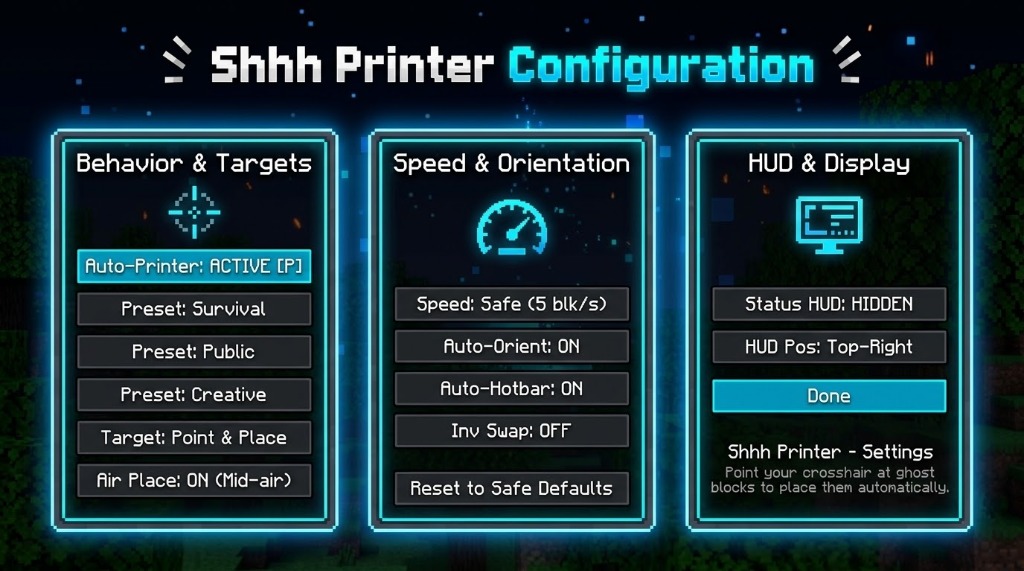 Shhh Printer Configuration
Behavior & Targets
Auto-Printer: ACTIVE [P]
Preset: Survival
Preset: Public
Preset: Creative
Target: Point & Place
Air Place: ON (Mid-air)
Speed & Orientation
Speed: Safe (5 blk/s)
Auto-Orient: ON
Auto-Hotbar: ON
Inv Swap: OFF
Reset to Safe Defaults
HUD & Display
Status HUD: HIDDEN
HUD Pos: Top-Right
Done
Shhh Printer - Settings
Point your crosshair at ghost
blocks to place them automatically.